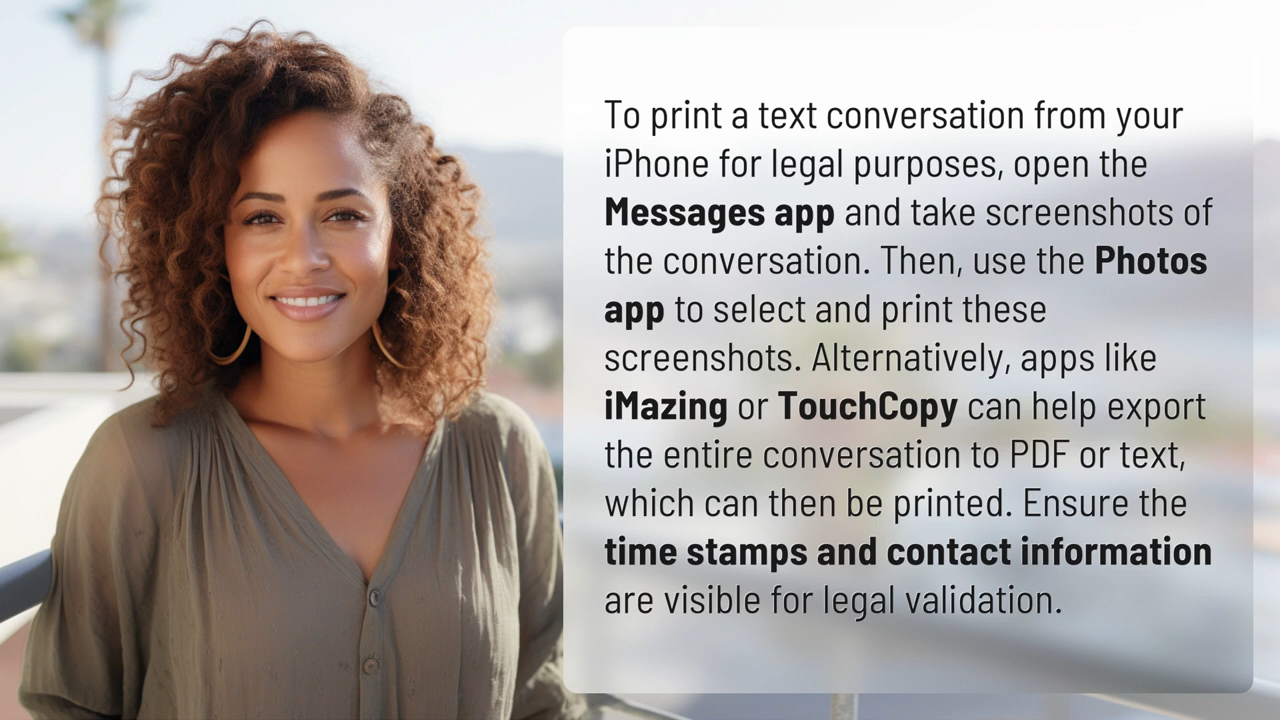 To print a text conversation from your
iPhone for legal purposes, open the
Messages app and take screenshots of
the conversation. Then, use the Photos
app to select and print these
screenshots. Alternatively, apps like
iMazing or TouchCopy can help export
the entire conversation to PDF or text,
which can then be printed. Ensure the
time stamps and contact information
are visible for legal validation.